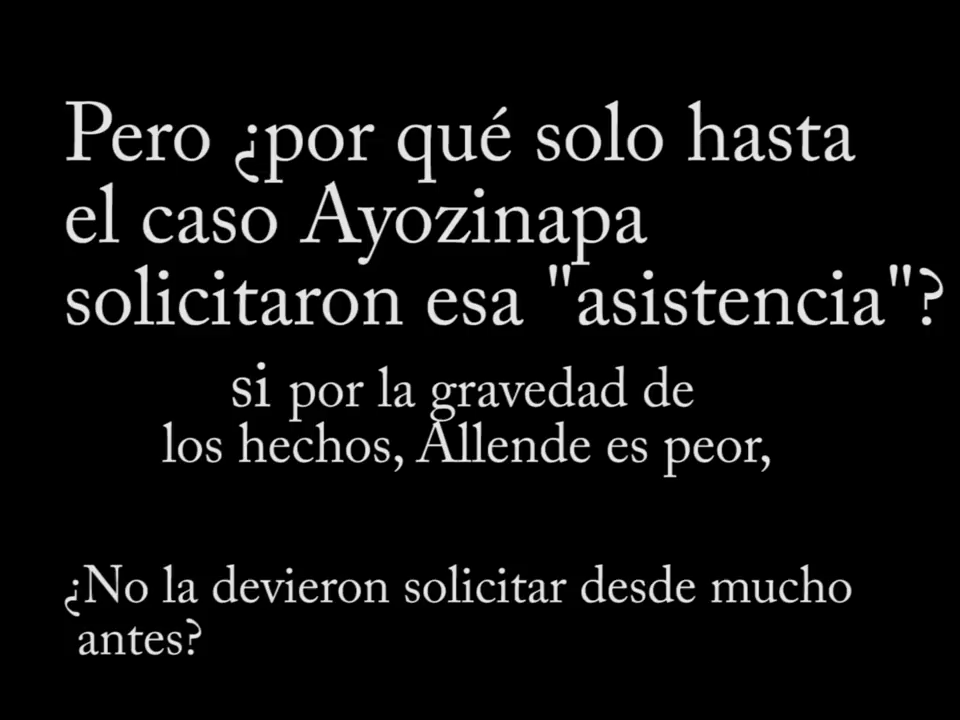 Pero ¿por qué solo hasta
el caso Ayozinapa
solicitaron esa "asistencia"?
si por la gravedad de
los hechos, Allende es peor,
¿No la devieron solicitar desde mucho
antes?